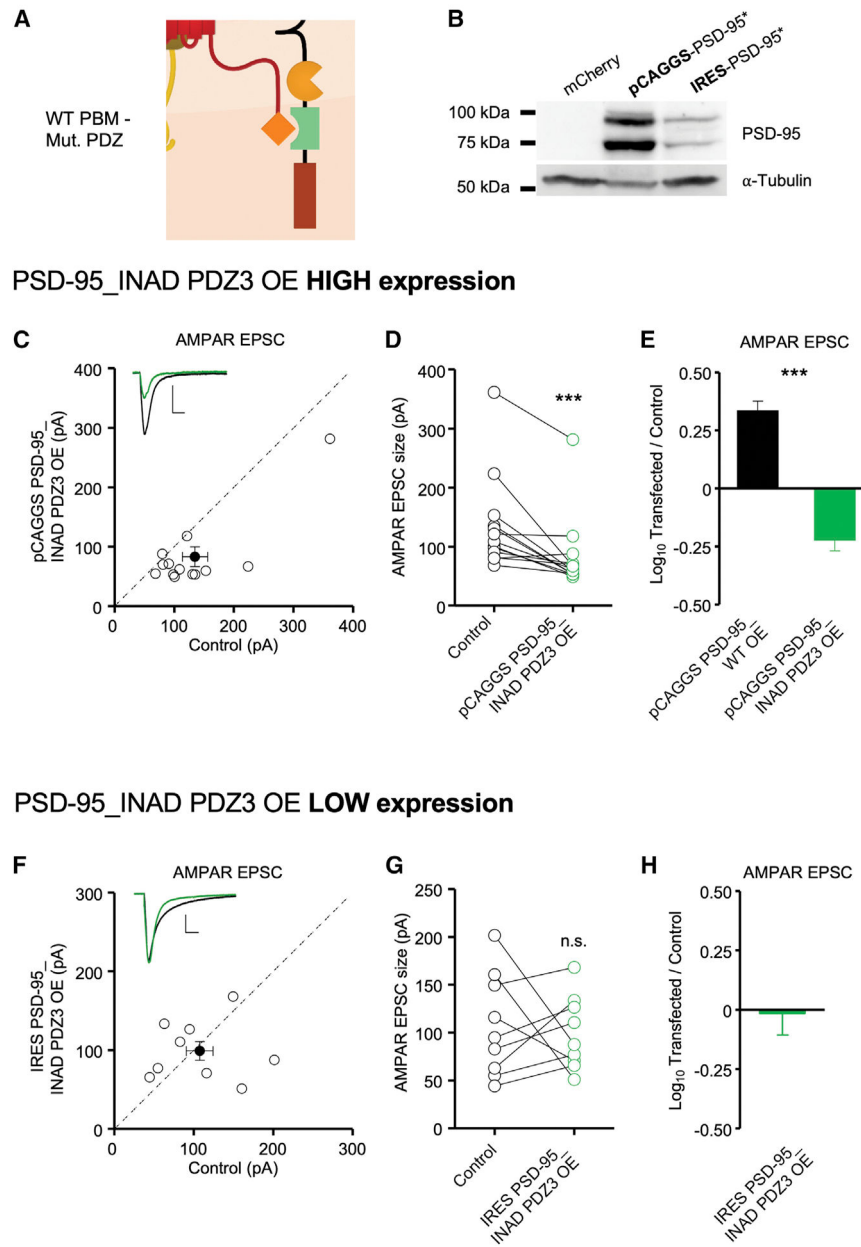 A
WT PBM -
Mut. PDZ
B
mCherry
pCAGGS-PSD-95*
IRES-PSD-95*
100 kDa
75 kDa
50 kDa
PSD-95
α-Tubulin
PSD-95_INAD PDZ3 OE HIGH expression
C
AMPAR EPSC
pCAGGS PSD-95_
INAD PDZ3 OE (pA)
400
300
200
100
0
0
100
200
300
400
Control (pA)
D
AMPAR EPSC size (pA)
400
300
200
100
0
***
Control
pCAGGS PSD-95_
INAD PDZ3 OE
E
AMPAR EPSC
***
Log10 Transfected / Control
0.50
0.25
0
-0.25
-0.50
pCAGGS PSD-95_
WT OE
pCAGGS PSD-95_
INAD PDZ3 OE
PSD-95_INAD PDZ3 OE LOW expression
F
AMPAR EPSC
IRES PSD-95_
INAD PDZ3 OE (pA)
300
200
100
0
0
100
200
300
Control (pA)
G
AMPAR EPSC size (pA)
250
200
150
100
50
0
n.s.
Control
IRES PSD-95_
INAD PDZ3 OE
H
AMPAR EPSC
Log10 Transfected / Control
0.50
0.25
0
-0.25
-0.50
IRES PSD-95_
INAD PDZ3 OE